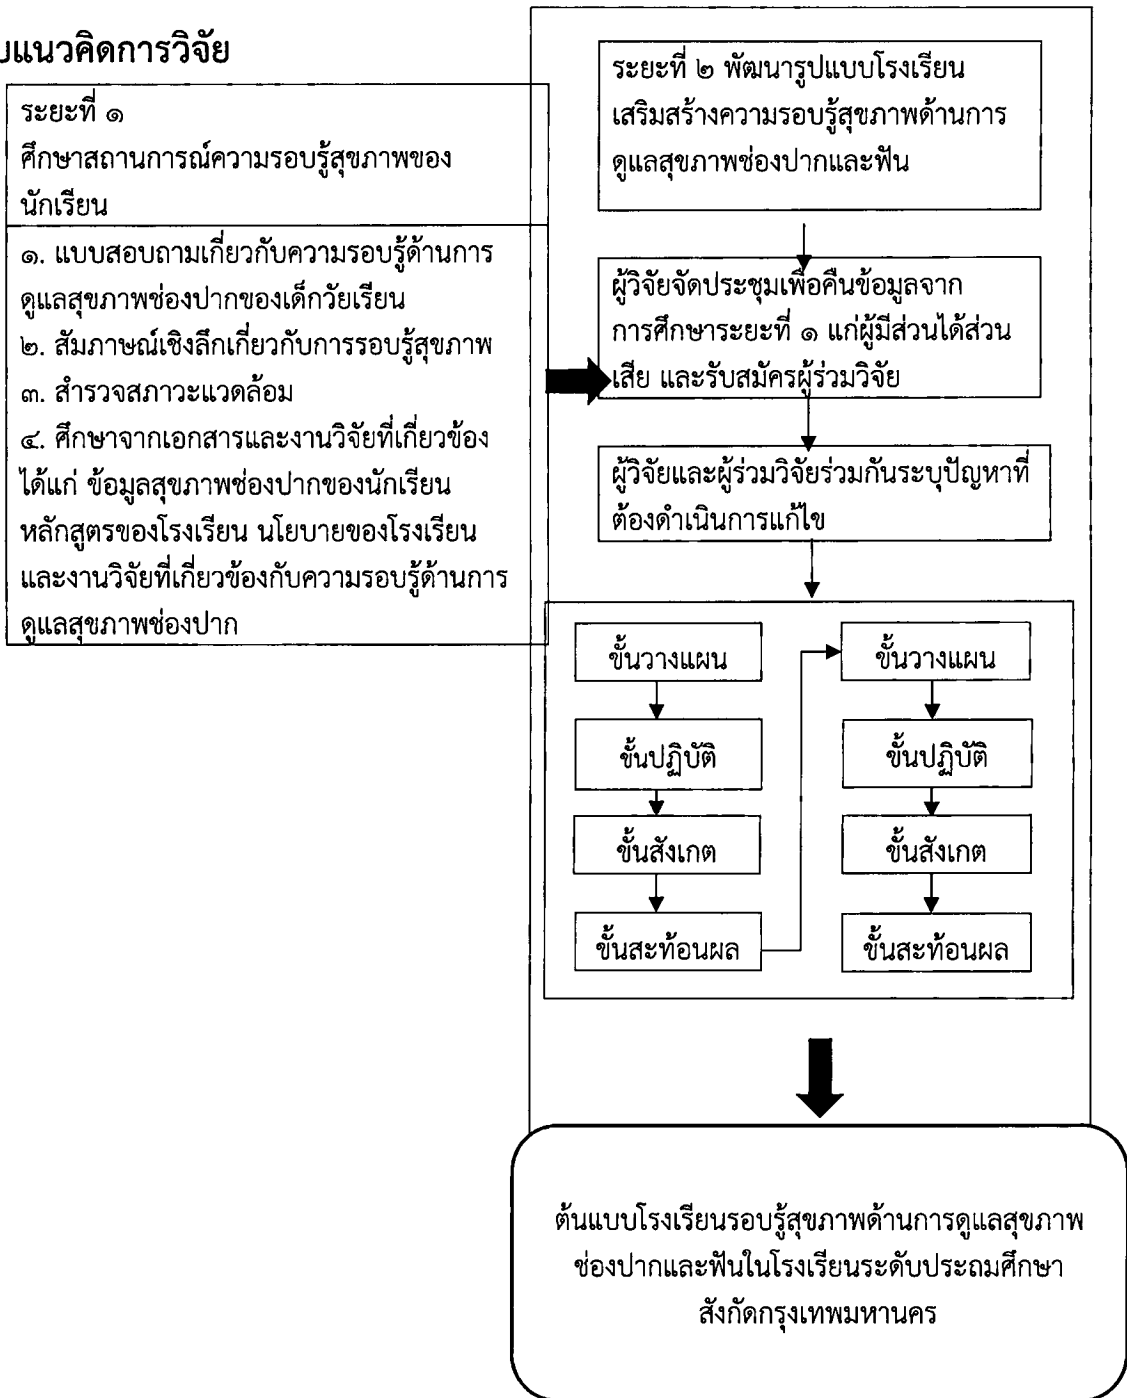 บแนวคิดการวิจัย
ระยะที่ ๑
ศึกษาสถานการณ์ความรอบรู้สุขภาพของ
นักเรียน
๑. แบบสอบถามเกี่ยวกับความรอบรู้ด้านการ
ดูแลสุขภาพช่องปากของเด็กวัยเรียน
๒. สัมภาษณ์เชิงลึกเกี่ยวกับการรอบรู้สุขภาพ
๓. สำรวจสภาวะแวดล้อม
๔. ศึกษาจากเอกสารและงานวิจัยที่เกี่ยวข้อง
ได้แก่ ข้อมูลสุขภาพช่องปากของนักเรียน
หลักสูตรของโรงเรียน นโยบายของโรงเรียน
และงานวิจัยที่เกี่ยวข้องกับความรอบรู้ด้านการ
ดูแลสุขภาพช่องปาก
ระยะที่ ๒ พัฒนารูปแบบโรงเรียน
เสริมสร้างความรอบรู้สุขภาพด้านการ
ดูแลสุขภาพช่องปากและฟัน
ผู้วิจัยจัดประชุมเพื่อคืนข้อมูลจาก
การศึกษาระยะที่ ๑ แก่ผู้มีส่วนได้ส่วน
เสีย และรับสมัครผู้ร่วมวิจัย
ผู้วิจัยและผู้ร่วมวิจัยร่วมกันระบุปัญหาที่
ต้องดำเนินการแก้ไข
ขั้นวางแผน
ขั้นปฏิบัติ
ขั้นสังเกต
ขั้นสะท้อนผล
ขั้นวางแผน
ขั้นปฏิบัติ
ขั้นสังเกต
ขั้นสะท้อนผล
ต้นแบบโรงเรียนรอบรู้สุขภาพด้านการดูแลสุขภาพ
ช่องปากและฟันในโรงเรียนระดับประถมศึกษา
สังกัดกรุงเทพมหานคร